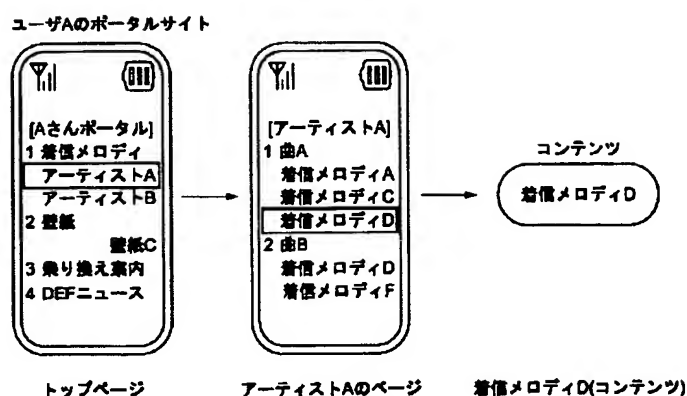 ユーザAのポータルサイト
[Aさんポータル]
1 着信メロディ
アーティストA
アーティストB
2 壁紙
壁紙C
3 乗り換え案内
4 DEFニュース
トップページ
[アーティストA]
1 曲A
着信メロディA
着信メロディC
着信メロディD
2 曲B
着信メロディD
着信メロディF
アーティストAのページ
コンテンツ
着信メロディD
着信メロディD(コンテンツ)